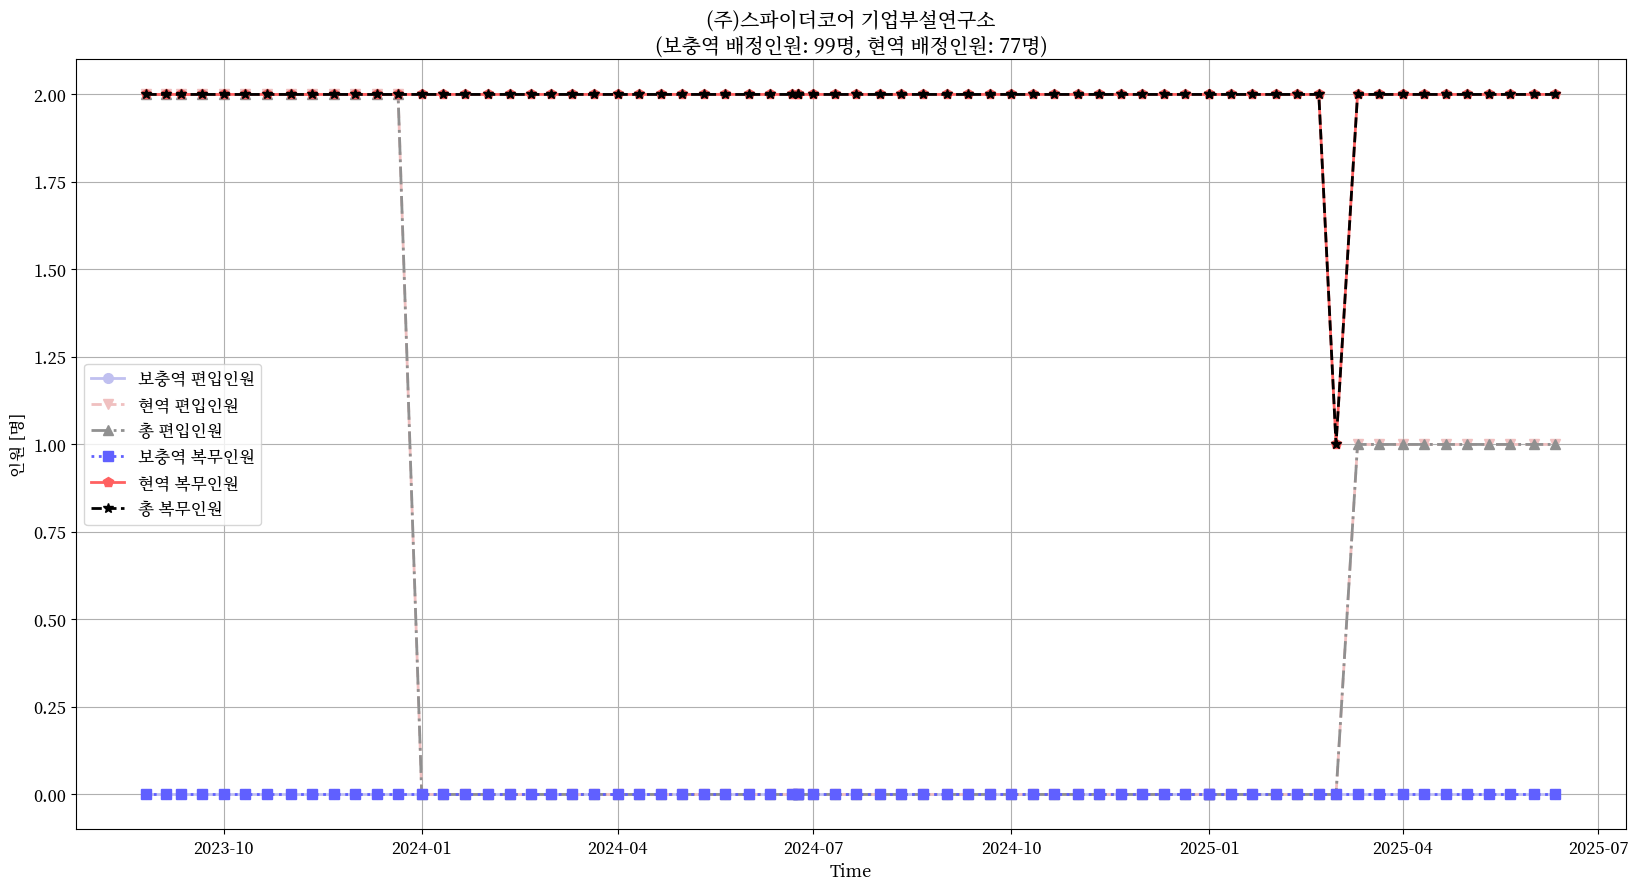 (주)스파이더코어 기업부설연구소
(보충역 배정인원: 99명, 현역 배정인원: 77명)
인원 [명]
2.00
1.75
1.50
1.25
1.00
0.75
0.50
0.25
0.00
보충역 편입인원
현역 편입인원
총 편입인원
보충역 복무인원
현역 복무인원
총 복무인원
2023-10
2024-01
2024-04
2024-07
2024-10
2025-01
2025-04
2025-07
Time